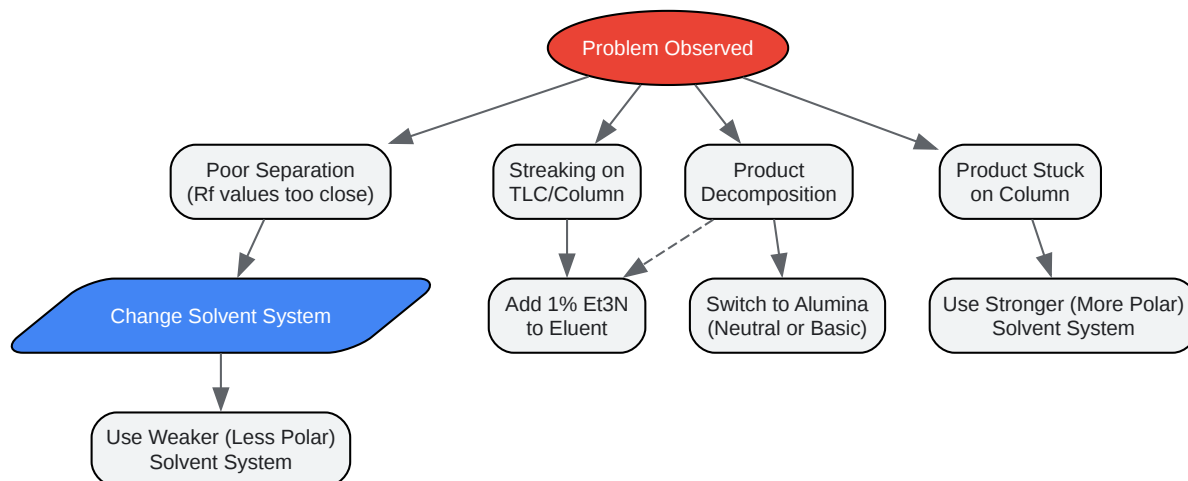 Problem Observed
Poor Separation
(Rf values too close)
Streaking on
TLC/Column
Product
Decomposition
Product Stuck
on Column
Change Solvent System
Add 1% Et3N
to Eluent
Switch to Alumina
(Neutral or Basic)
Use Stronger (More Polar)
Solvent System
Use Weaker (Less Polar)
Solvent System